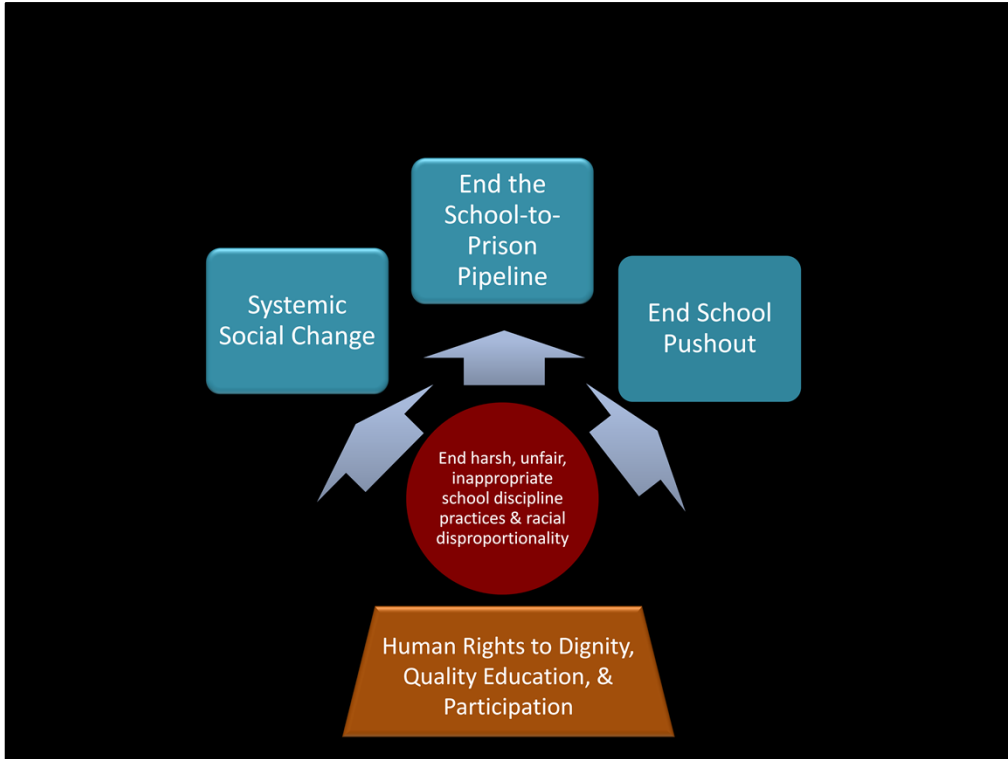 End the
School-to-
Prison
Pipeline
Systemic
Social Change
End School
Pushout
End harsh, unfair,
inappropriate
school discipline
practices & racial
disproportionality
Human Rights to Dignity,
Quality Education, &
Participation